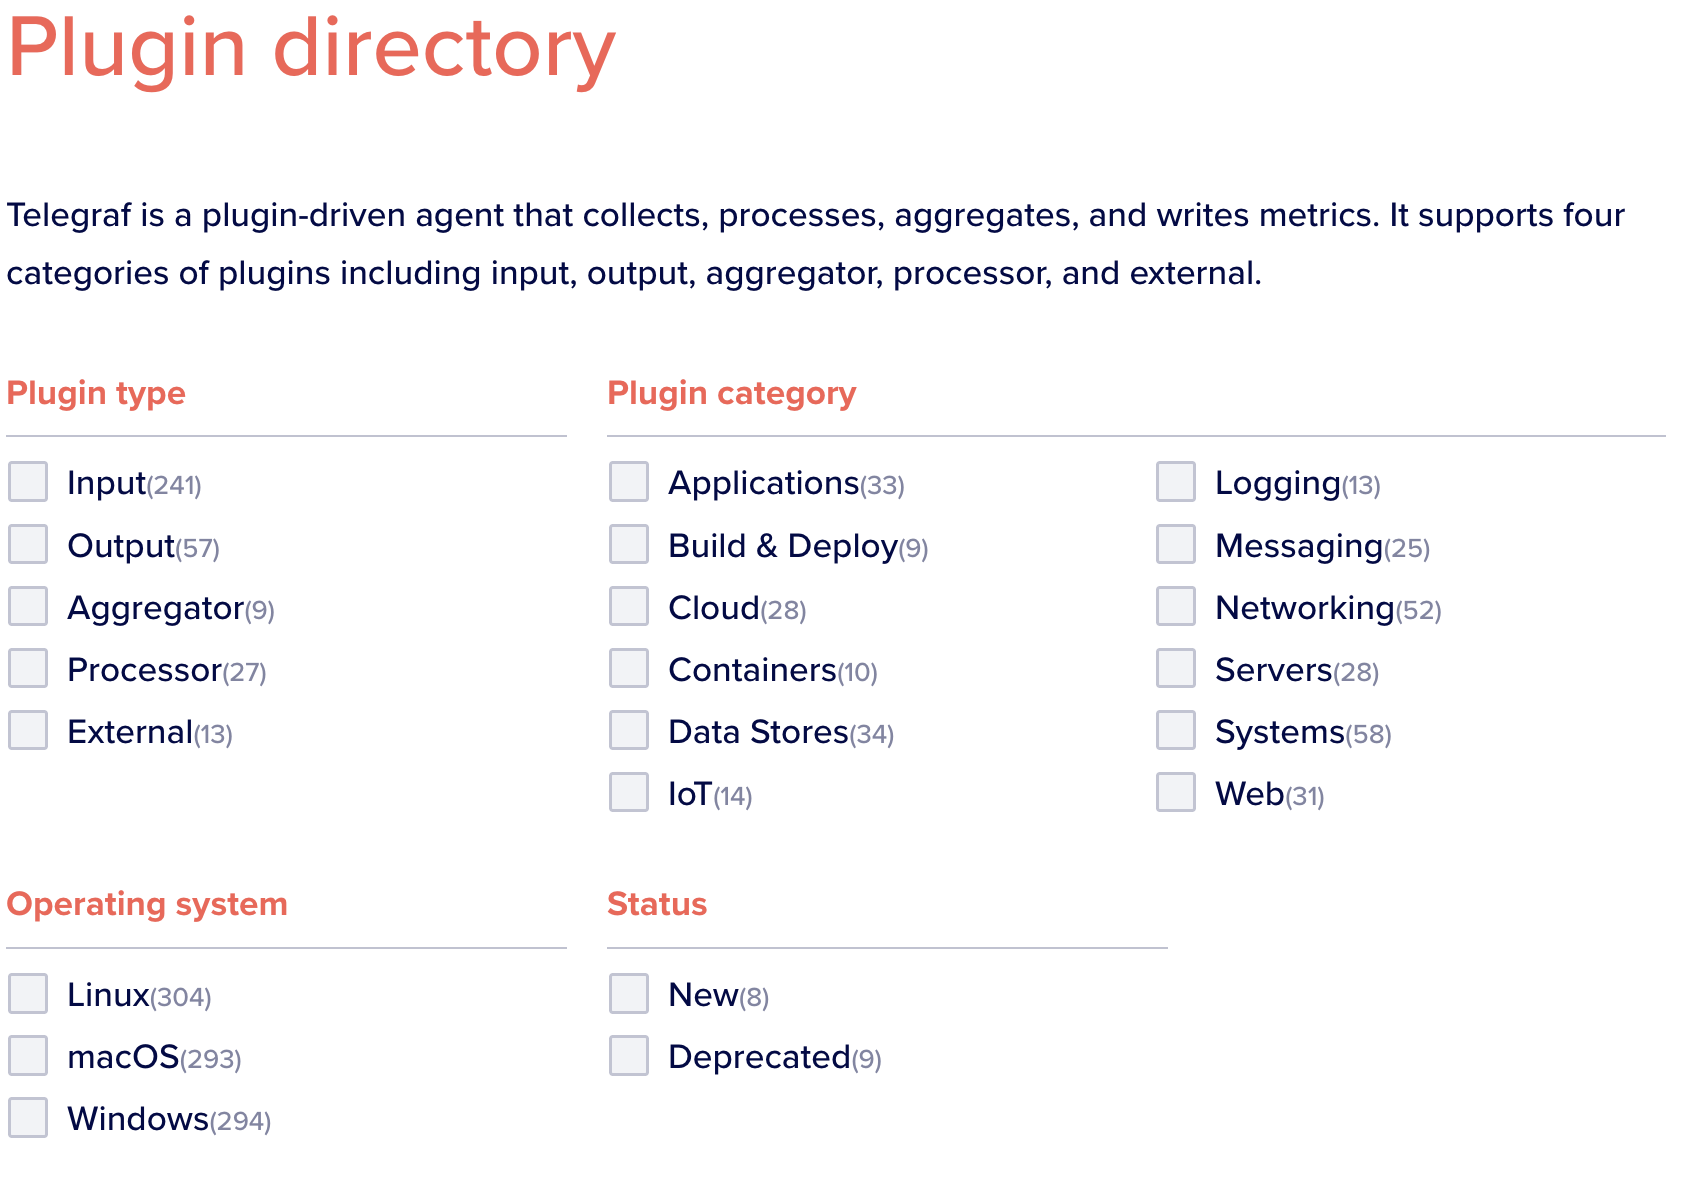 Plugin directory
Telegraf is a plugin-driven agent that collects, processes, aggregates, and writes metrics. It supports four
categories of plugins including input, output, aggregator, processor, and external.
Plugin type
Input(241)
Output(57)
Aggregator(9)
Processor(27)
External(13)
Plugin category
Applications(33)
Build & Deploy(9)
Cloud(28)
Containers(10)
Data Stores(34)
IoT(14)
Logging(13)
Messaging(25)
Networking(52)
Servers(28)
Systems(58)
Web(31)
Operating system
Linux(304)
macOS(293)
Windows(294)
Status
New(8)
Deprecated(9)